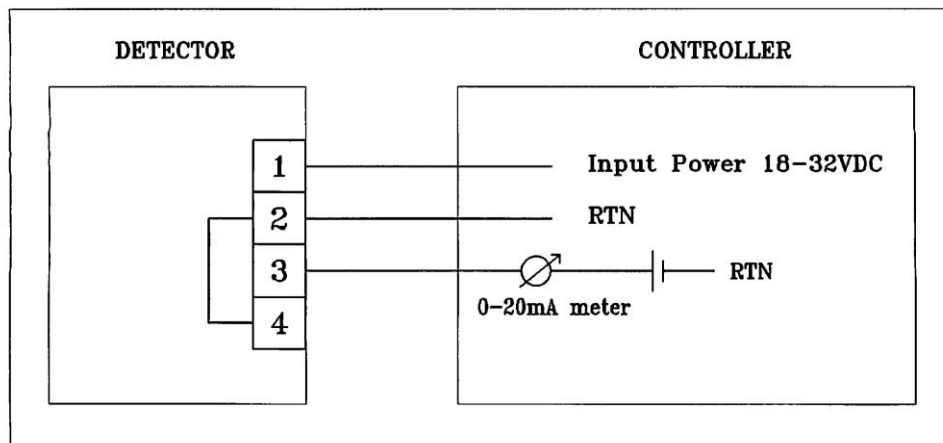 DETECTOR
CONTROLLER
1
Input Power 18-32VDC
2
RTN
3
RTN
0-20mA meter
4